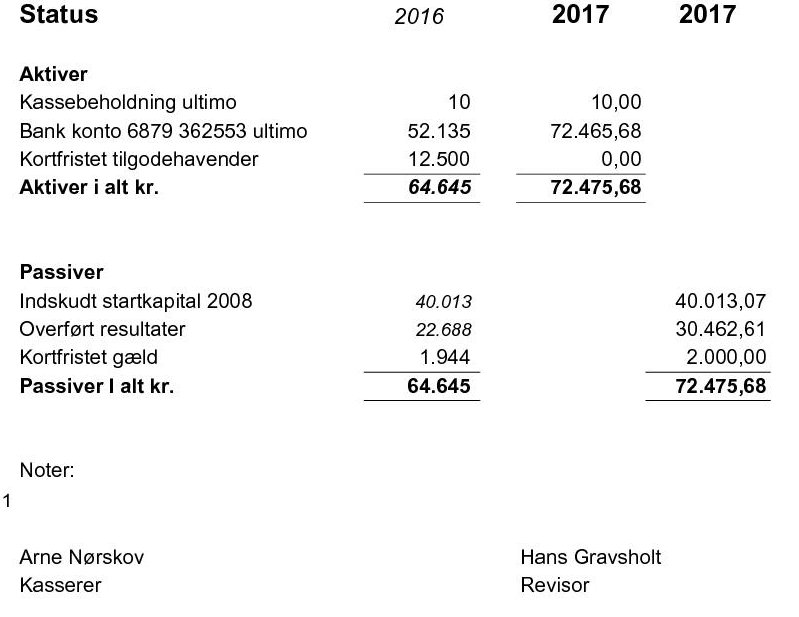 Status 2016 2017 2017
Aktiver
Kassebeholdning ultimo 10 10,00
Bank konto 6879 362553 ultimo 52.135 72.465,68
Kortfristet tilgodehavender 12.500 0,00
Aktiver i alt kr. 64.645 72.475,68
Passiver
Indskudt startkapital 2008 40.013 40.013,07
Overført resultater 22.688 30.462,61
Kortfristet gæld 1.944 2.000,00
Passiver I alt kr. 64.645 72.475,68
Noter:
1
Arne Nørskov Hans Gravsholt
Kasserer Revisor